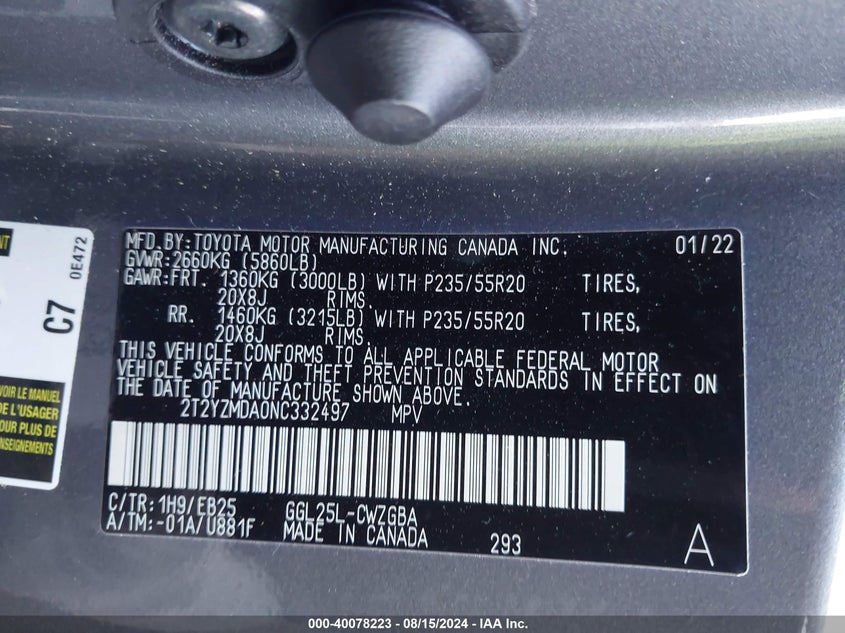 MFD.BY:TOYOTA MOTOR MANUFACTURING CANADA INC. 01/22
GVWR:2660KG (5860LB)
GAWR:FRT. 1360KG (3000LB) WITH P235/55R20 TIRES,
20X8J RIMS.
RR. 1460KG (3215LB) WITH P235/55R20 TIRES,
20X8J RIMS.
THIS VEHICLE CONFORMS TO ALL APPLICABLE FEDERAL MOTOR
VEHICLE SAFETY AND THEFT PREVENTION STANDARDS IN EFFECT ON
THE DATE OF MANUFACTURE SHOWN ABOVE.
2T2YZMDA0NC332497 MPV
C/TR:1H9/EB25 GGL25L-CWZGBA
A/TM:-01A/U881F MADE IN CANADA 293 A
0E472
C7
VOIR LE MANUEL
DE L'USAGER
POUR PLUS DE
000-40078223 - 08/15/2024 - IAA Inc.